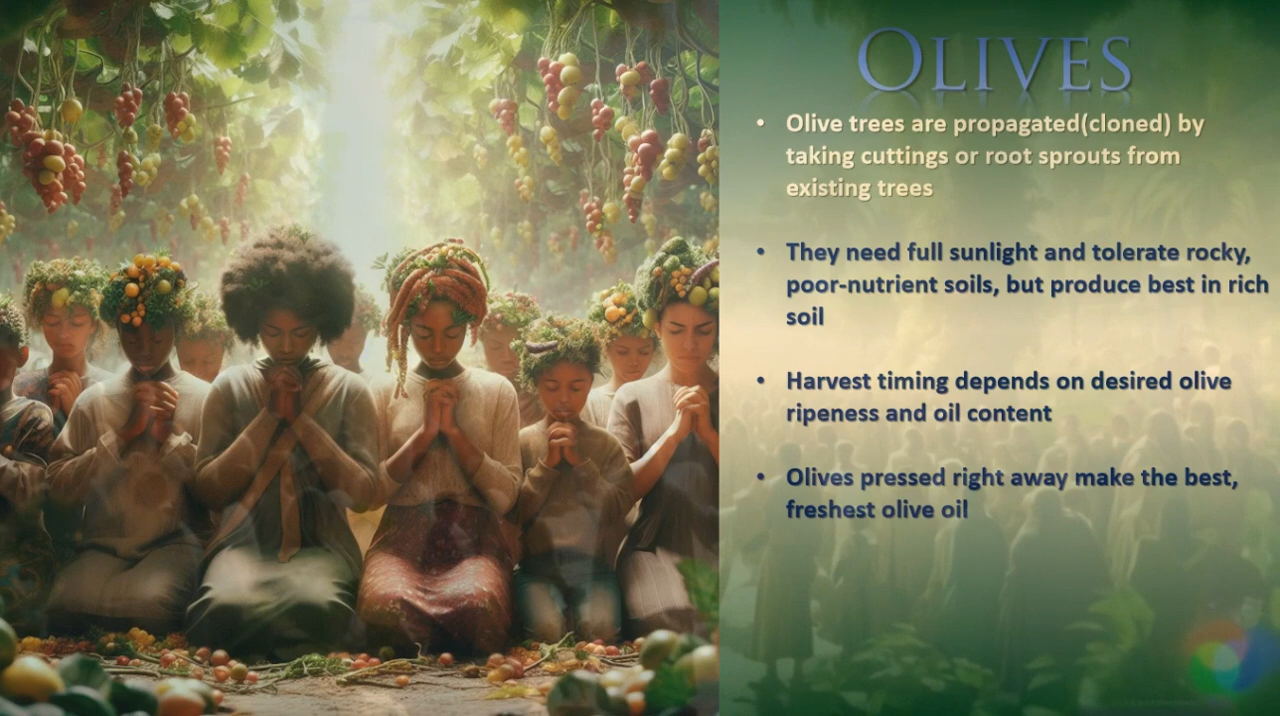 OLIVES
• Olive trees are propagated(cloned) by
taking cuttings or root sprouts from
existing trees
• They need full sunlight and tolerate rocky,
poor-nutrient soils, but produce best in rich
soil
• Harvest timing depends on desired olive
ripeness and oil content
• Olives pressed right away make the best,
freshest olive oil